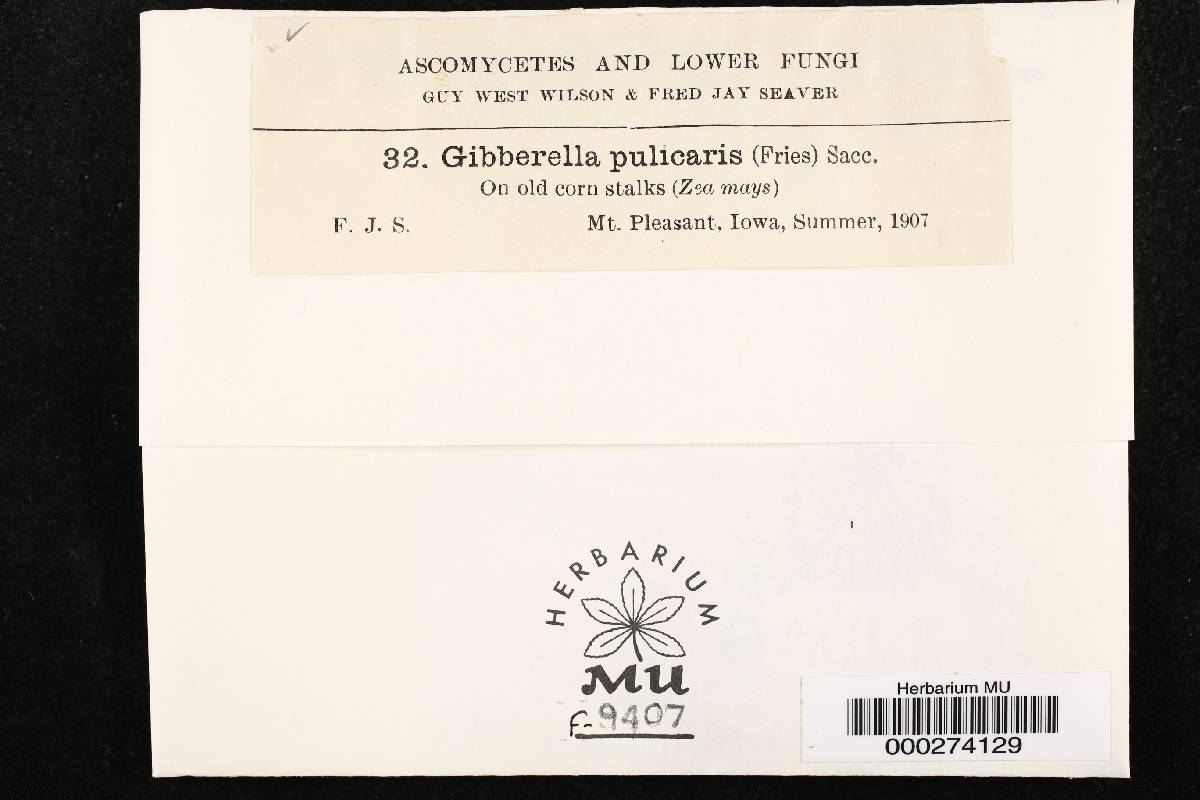 ASCOMYCETES AND LOWER FUNGI
GUY WEST WILSON & FRED JAY SEAVER
32. Gibberella pulicaris (Fries) Sacc.
On old corn stalks (Zea mays)
F. J. S. Mt. Pleasant, Iowa, Summer, 1907
HERBARIUM
MU
F-9407
Herbarium MU
000274129